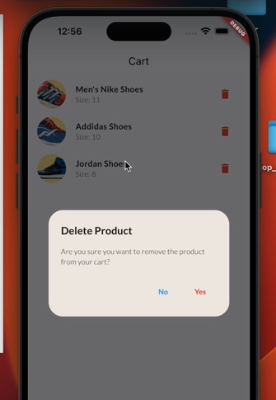 12:56
DEBUG
Cart
Men's Nike Shoes
Size: 11
Addidas Shoes
Size: 10
Jordan Shoes
Size: 8
op_
Delete Product
Are you sure you want to remove the product
from your cart?
No Yes